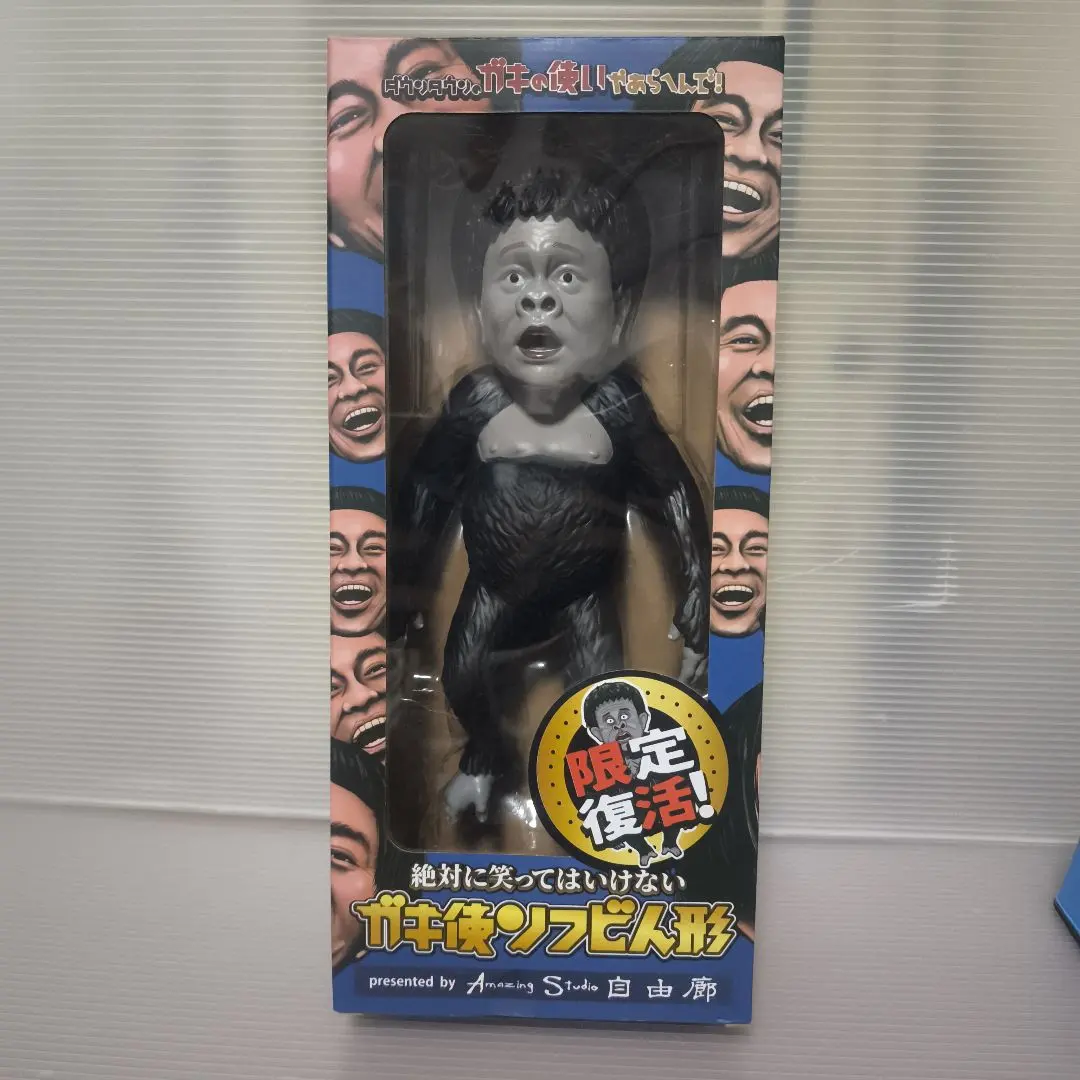 ダウンタウンのガキの使いやあらへんで!
限定
復活!
絶対に笑ってはいけない
ガキ使ソフビ人形
presented by Amazing Studio 自由廊